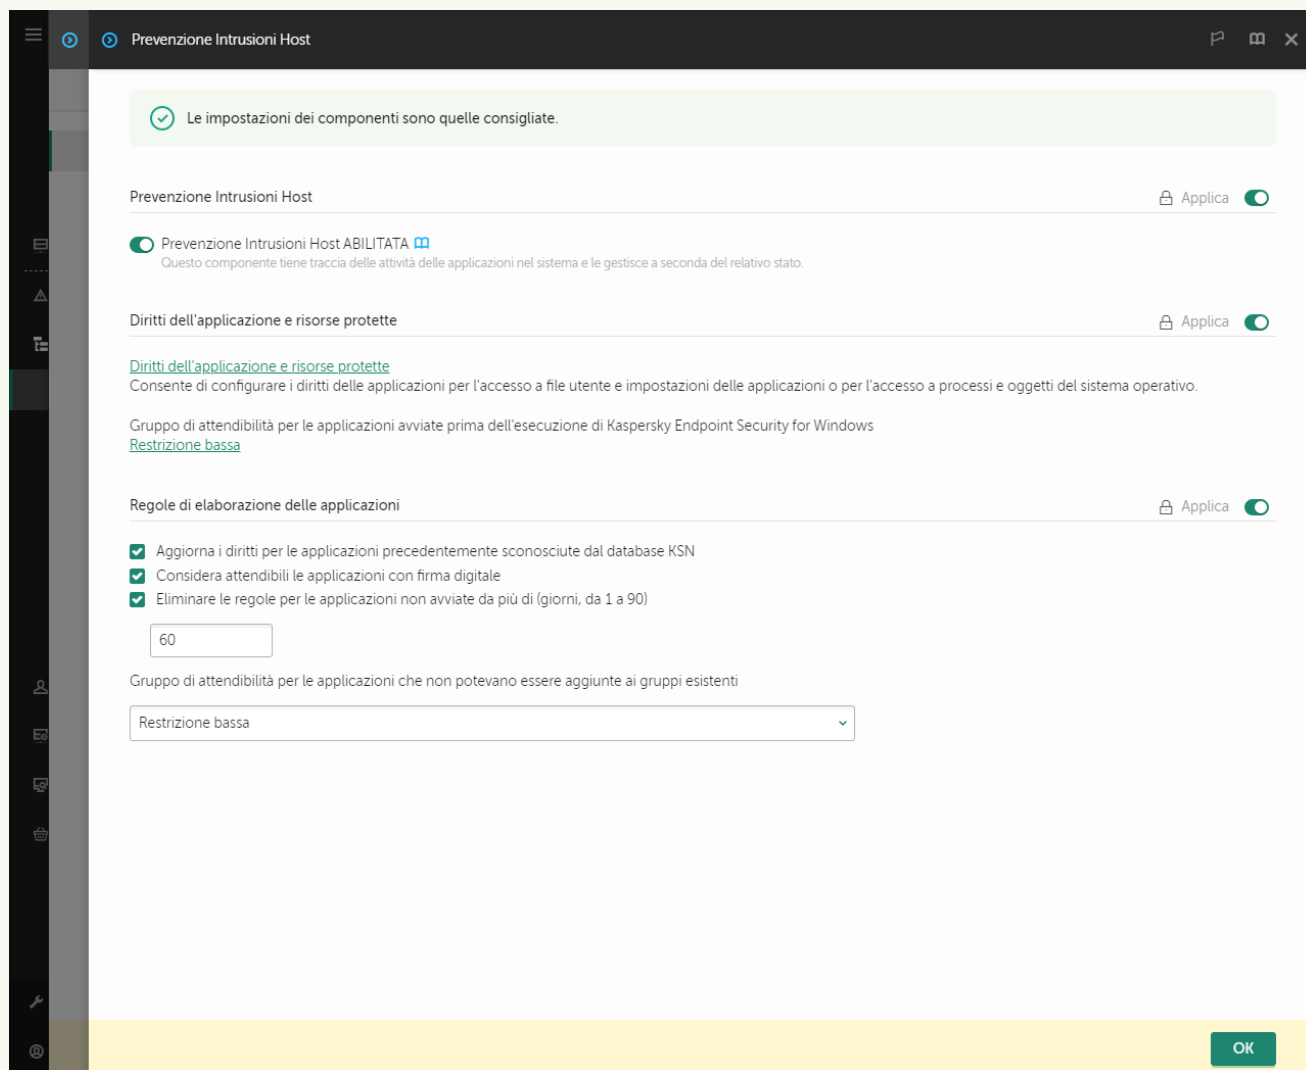 Prevenzione Intrusioni Host
Le impostazioni dei componenti sono quelle consigliate.
Prevenzione Intrusioni Host
Applica
Prevenzione Intrusioni Host ABILITATA
Questo componente tiene traccia delle attività delle applicazioni nel sistema e le gestisce a seconda del relativo stato.
Diritti dell'applicazione e risorse protette
Applica
Diritti dell'applicazione e risorse protette
Consente di configurare i diritti delle applicazioni per l'accesso a file utente e impostazioni delle applicazioni o per l'accesso a processi e oggetti del sistema operativo.
Gruppo di attendibilità per le applicazioni avviate prima dell'esecuzione di Kaspersky Endpoint Security for Windows
Restrizione bassa
Regole di elaborazione delle applicazioni
Applica
Aggiorna i diritti per le applicazioni precedentemente sconosciute dal database KSN
Considera attendibili le applicazioni con firma digitale
Eliminare le regole per le applicazioni non avviate da più di (giorni, da 1 a 90)
60
Gruppo di attendibilità per le applicazioni che non potevano essere aggiunte ai gruppi esistenti
Restrizione bassa
OK